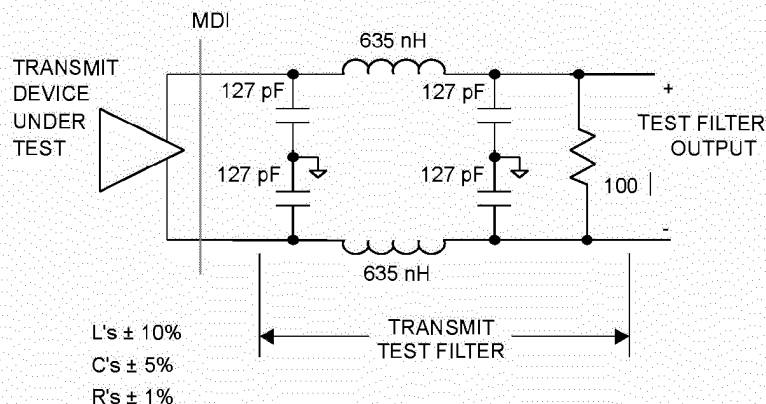 MDI
635 nH
TRANSMIT
DEVICE
UNDER
TEST
127 pF
127 pF
+
TEST FILTER
OUTPUT
127 pF
127 pF
100
-
635 nH
TRANSMIT
TEST FILTER
L's ± 10%
C's ± 5%
R's ± 1%